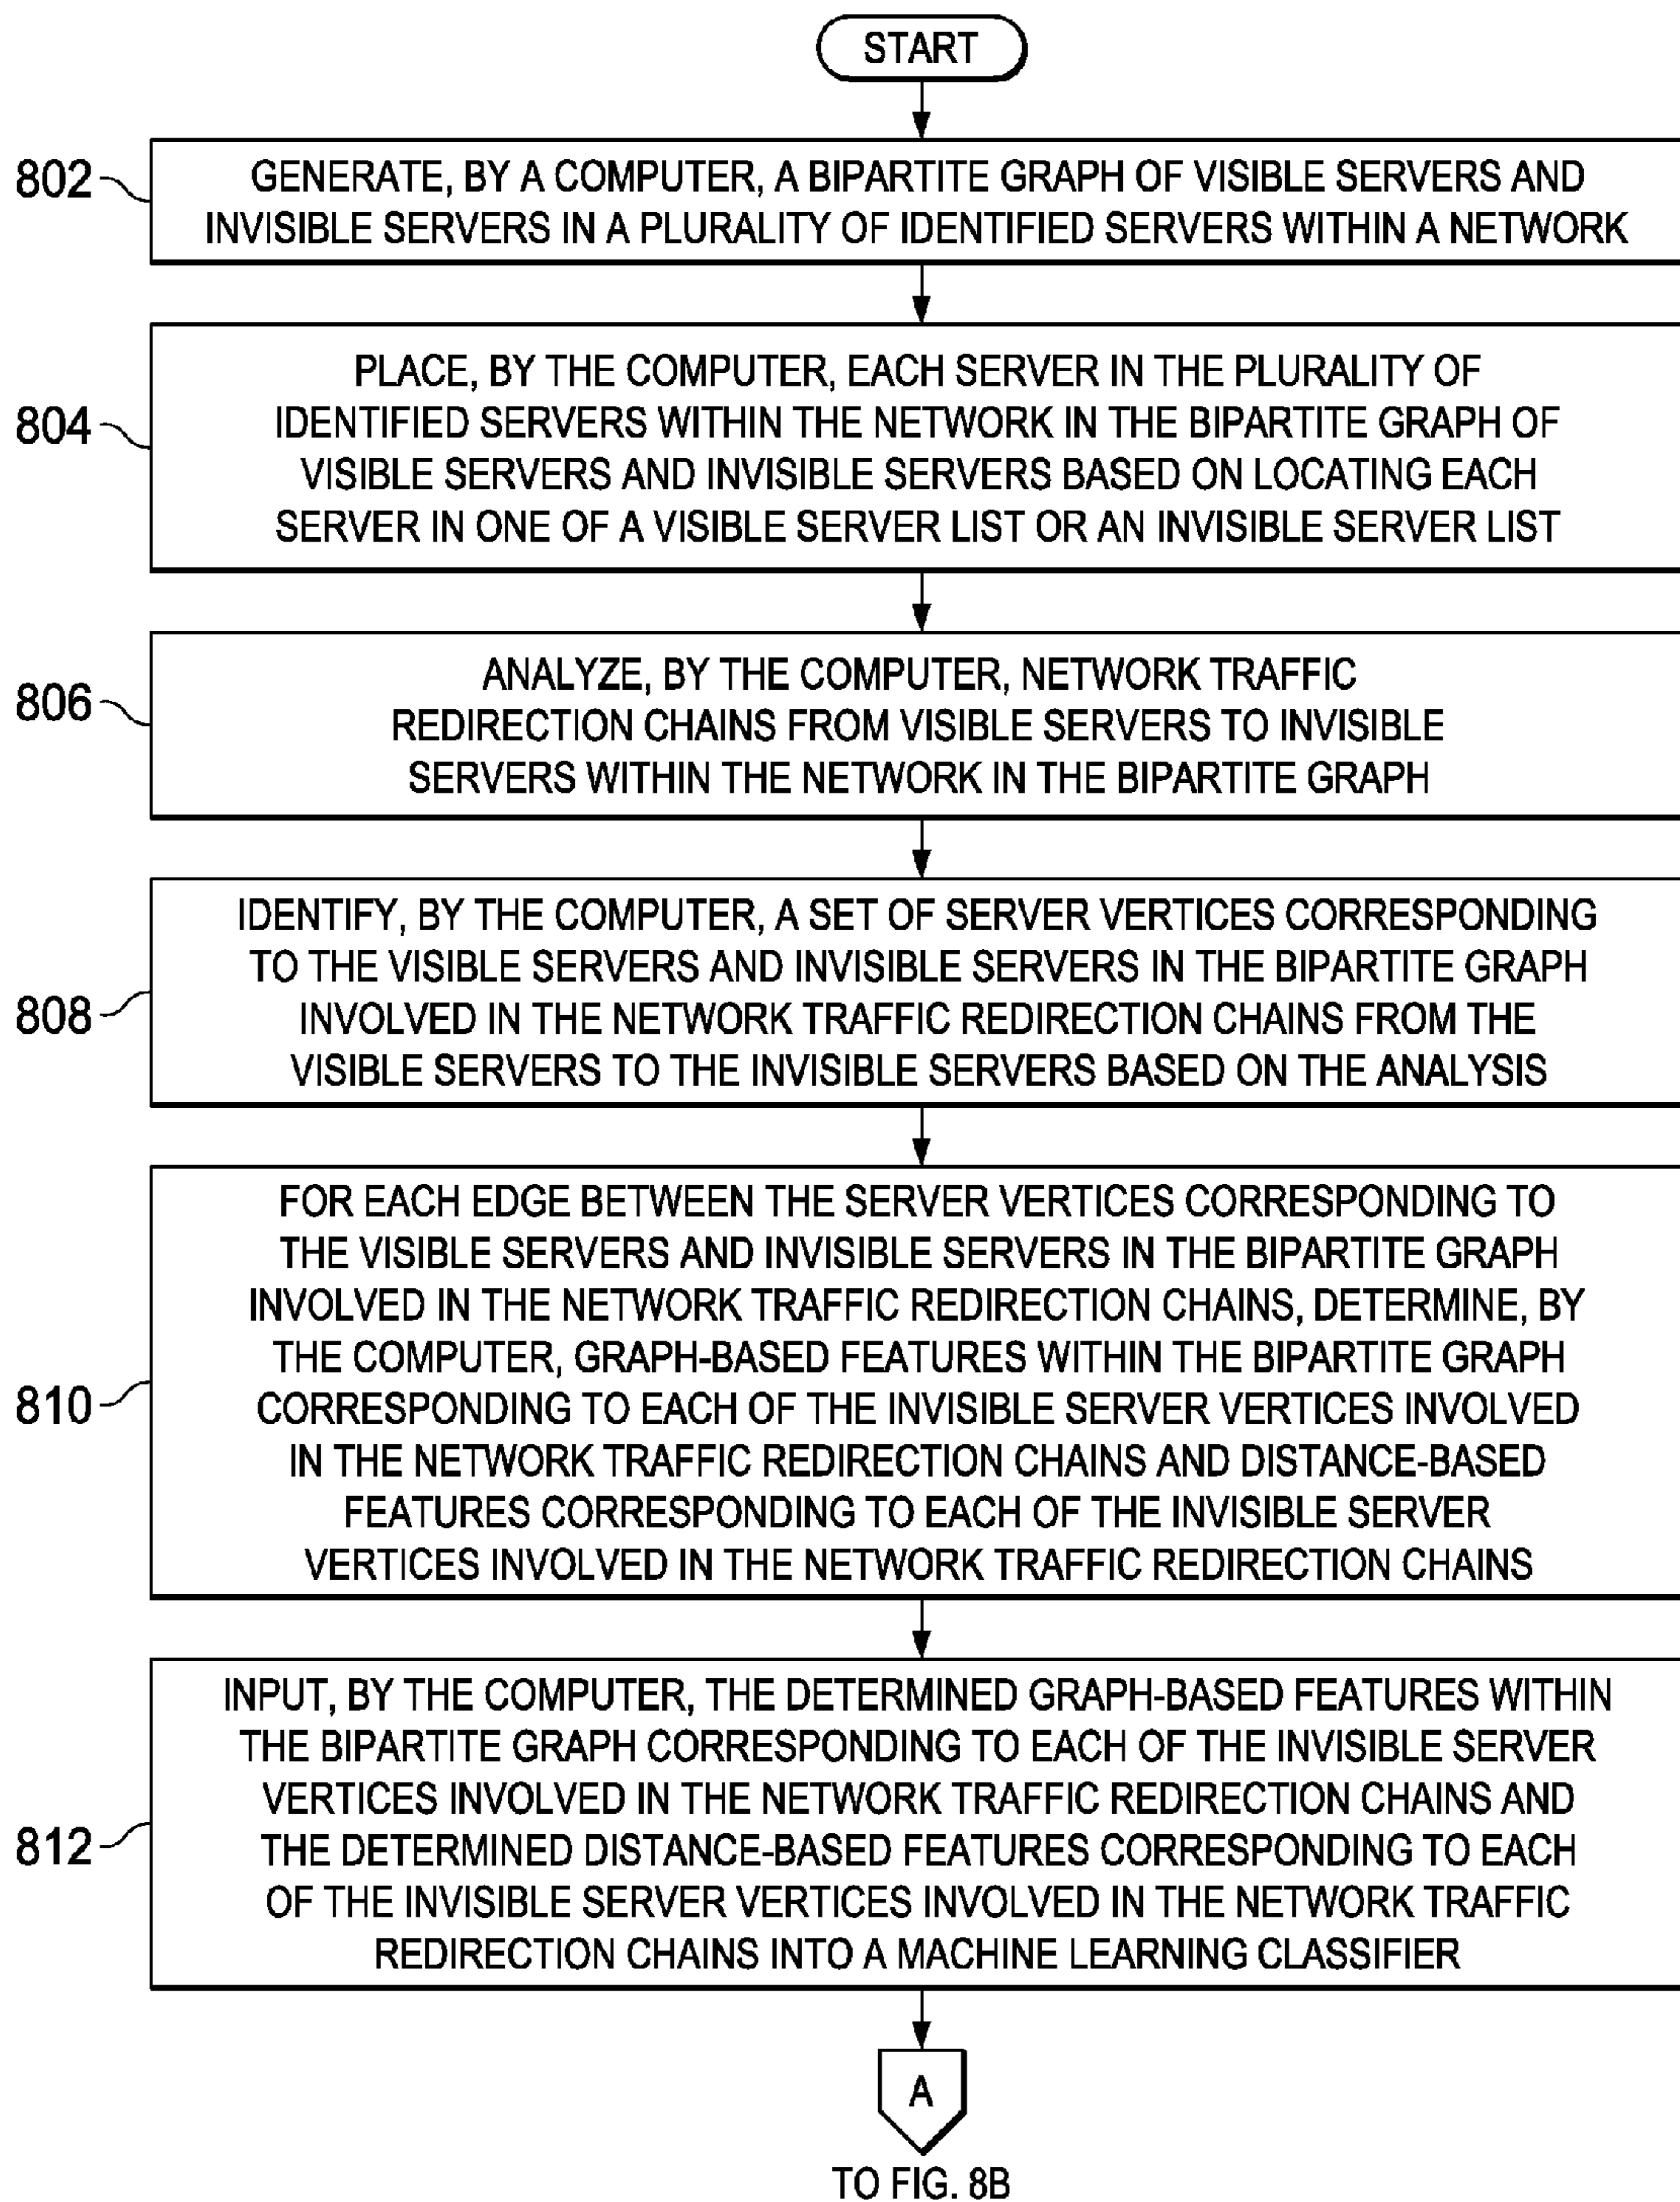 START
802
GENERATE, BY A COMPUTER, A BIPARTITE GRAPH OF VISIBLE SERVERS AND
INVISIBLE SERVERS IN A PLURALITY OF IDENTIFIED SERVERS WITHIN A NETWORK
804
PLACE, BY THE COMPUTER, EACH SERVER IN THE PLURALITY OF
IDENTIFIED SERVERS WITHIN THE NETWORK IN THE BIPARTITE GRAPH OF
VISIBLE SERVERS AND INVISIBLE SERVERS BASED ON LOCATING EACH
SERVER IN ONE OF A VISIBLE SERVER LIST OR AN INVISIBLE SERVER LIST
806
ANALYZE, BY THE COMPUTER, NETWORK TRAFFIC
REDIRECTION CHAINS FROM VISIBLE SERVERS TO INVISIBLE
SERVERS WITHIN THE NETWORK IN THE BIPARTITE GRAPH
808
IDENTIFY, BY THE COMPUTER, A SET OF SERVER VERTICES CORRESPONDING
TO THE VISIBLE SERVERS AND INVISIBLE SERVERS IN THE BIPARTITE GRAPH
INVOLVED IN THE NETWORK TRAFFIC REDIRECTION CHAINS FROM THE
VISIBLE SERVERS TO THE INVISIBLE SERVERS BASED ON THE ANALYSIS
810
FOR EACH EDGE BETWEEN THE SERVER VERTICES CORRESPONDING TO
THE VISIBLE SERVERS AND INVISIBLE SERVERS IN THE BIPARTITE GRAPH
INVOLVED IN THE NETWORK TRAFFIC REDIRECTION CHAINS, DETERMINE, BY
THE COMPUTER, GRAPH-BASED FEATURES WITHIN THE BIPARTITE GRAPH
CORRESPONDING TO EACH OF THE INVISIBLE SERVER VERTICES INVOLVED
IN THE NETWORK TRAFFIC REDIRECTION CHAINS AND DISTANCE-BASED
FEATURES CORRESPONDING TO EACH OF THE INVISIBLE SERVER
VERTICES INVOLVED IN THE NETWORK TRAFFIC REDIRECTION CHAINS
812
INPUT, BY THE COMPUTER, THE DETERMINED GRAPH-BASED FEATURES WITHIN
THE BIPARTITE GRAPH CORRESPONDING TO EACH OF THE INVISIBLE SERVER
VERTICES INVOLVED IN THE NETWORK TRAFFIC REDIRECTION CHAINS AND
THE DETERMINED DISTANCE-BASED FEATURES CORRESPONDING TO EACH
OF THE INVISIBLE SERVER VERTICES INVOLVED IN THE NETWORK TRAFFIC
REDIRECTION CHAINS INTO A MACHINE LEARNING CLASSIFIER
A
TO FIG. 8B